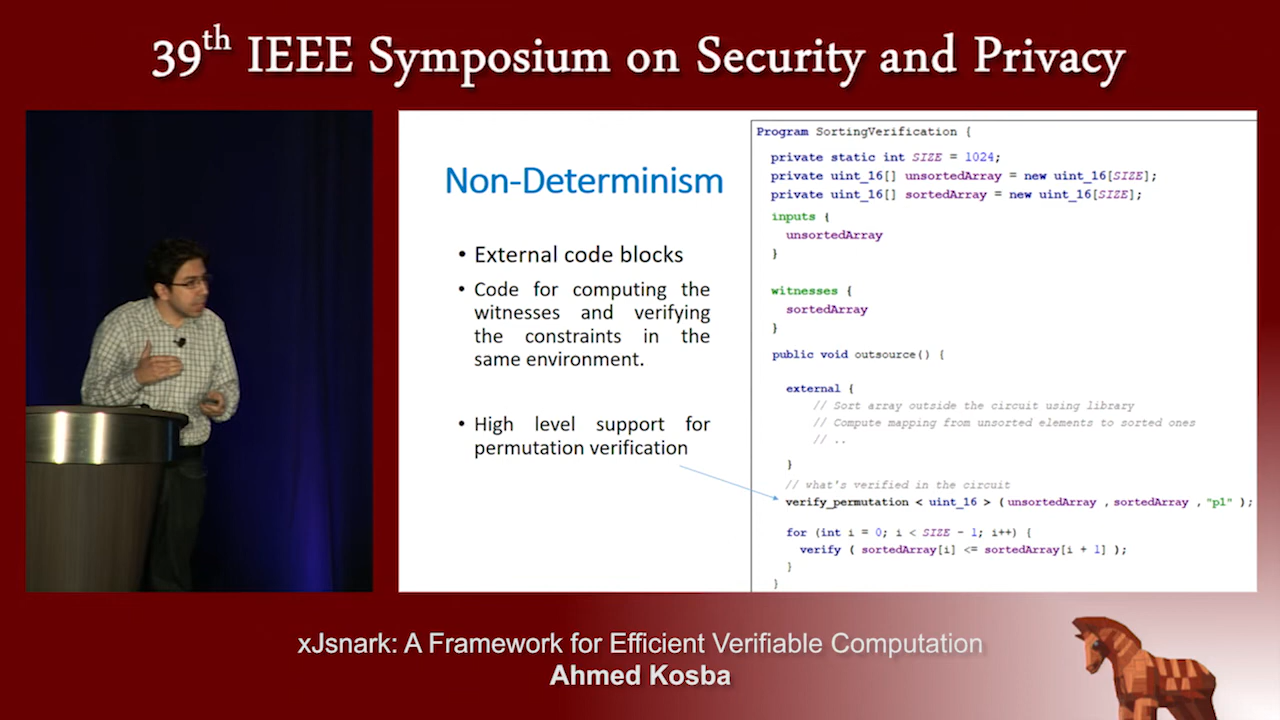 39th IEEE Symposium on Security and Privacy
Non-Determinism
• External code blocks
• Code for computing the
witnesses and verifying
the constraints in the
same environment.
• High level support for
permutation verification
Program SortingVerification {
private static int SIZE = 1024;
private uint_16[] unsortedArray = new uint_16[SIZE];
private uint_16[] sortedArray = new uint_16[SIZE];
inputs {
unsortedArray
}
witnesses {
sortedArray
}
public void outsource() {
external {
// Sort array outside the circuit using library
// Compute mapping from unsorted elements to sorted ones
// ..
}
// what's verified in the circuit
verify_permutation < uint_16 > ( unsortedArray , sortedArray , "p1" );
for (int i = 0; i < SIZE - 1; i++) {
verify ( sortedArray[i] <= sortedArray[i + 1] );
}
}
xJsnark: A Framework for Efficient Verifiable Computation
Ahmed Kosba